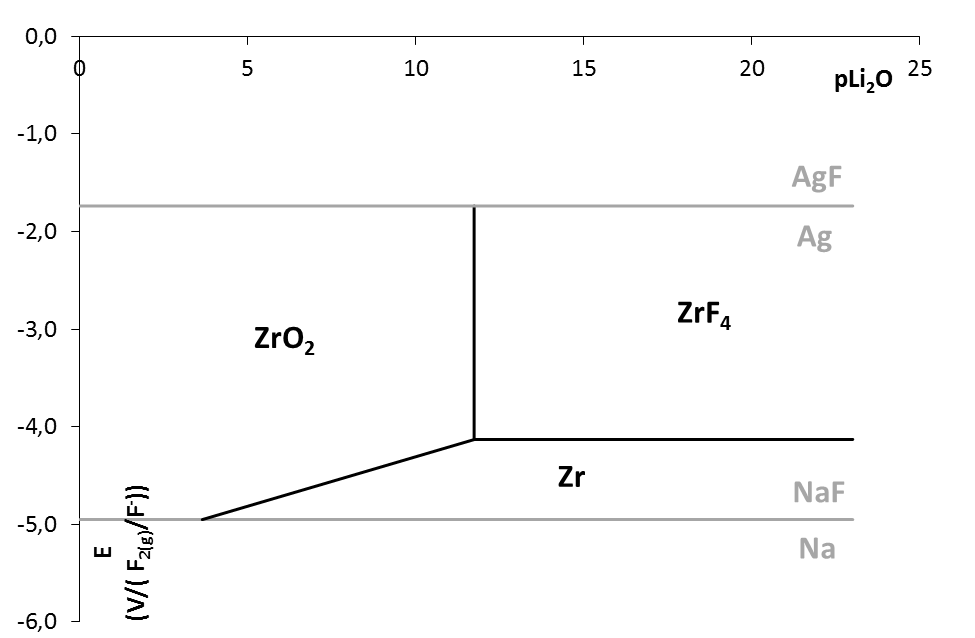 0,0
0 5 10 15 20 25
pLi₂O
-1,0
AgF
-2,0
Ag
-3,0
ZrO₂
ZrF₄
-4,0
Zr
NaF
-5,0
Na
E
(V/( F₂₍g₎/F⁻))
-6,0